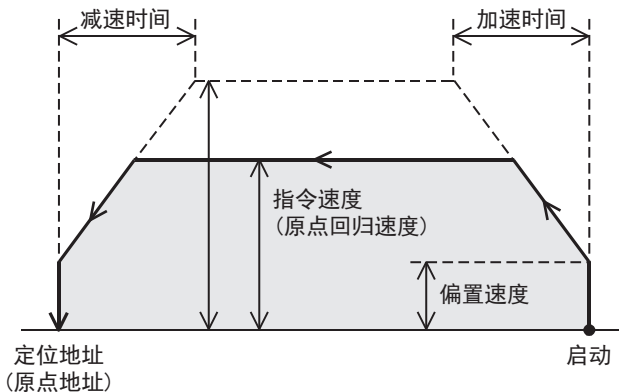 减速时间
加速时间
指令速度
(原点回归速度)
偏置速度
定位地址
(原点地址)
启动